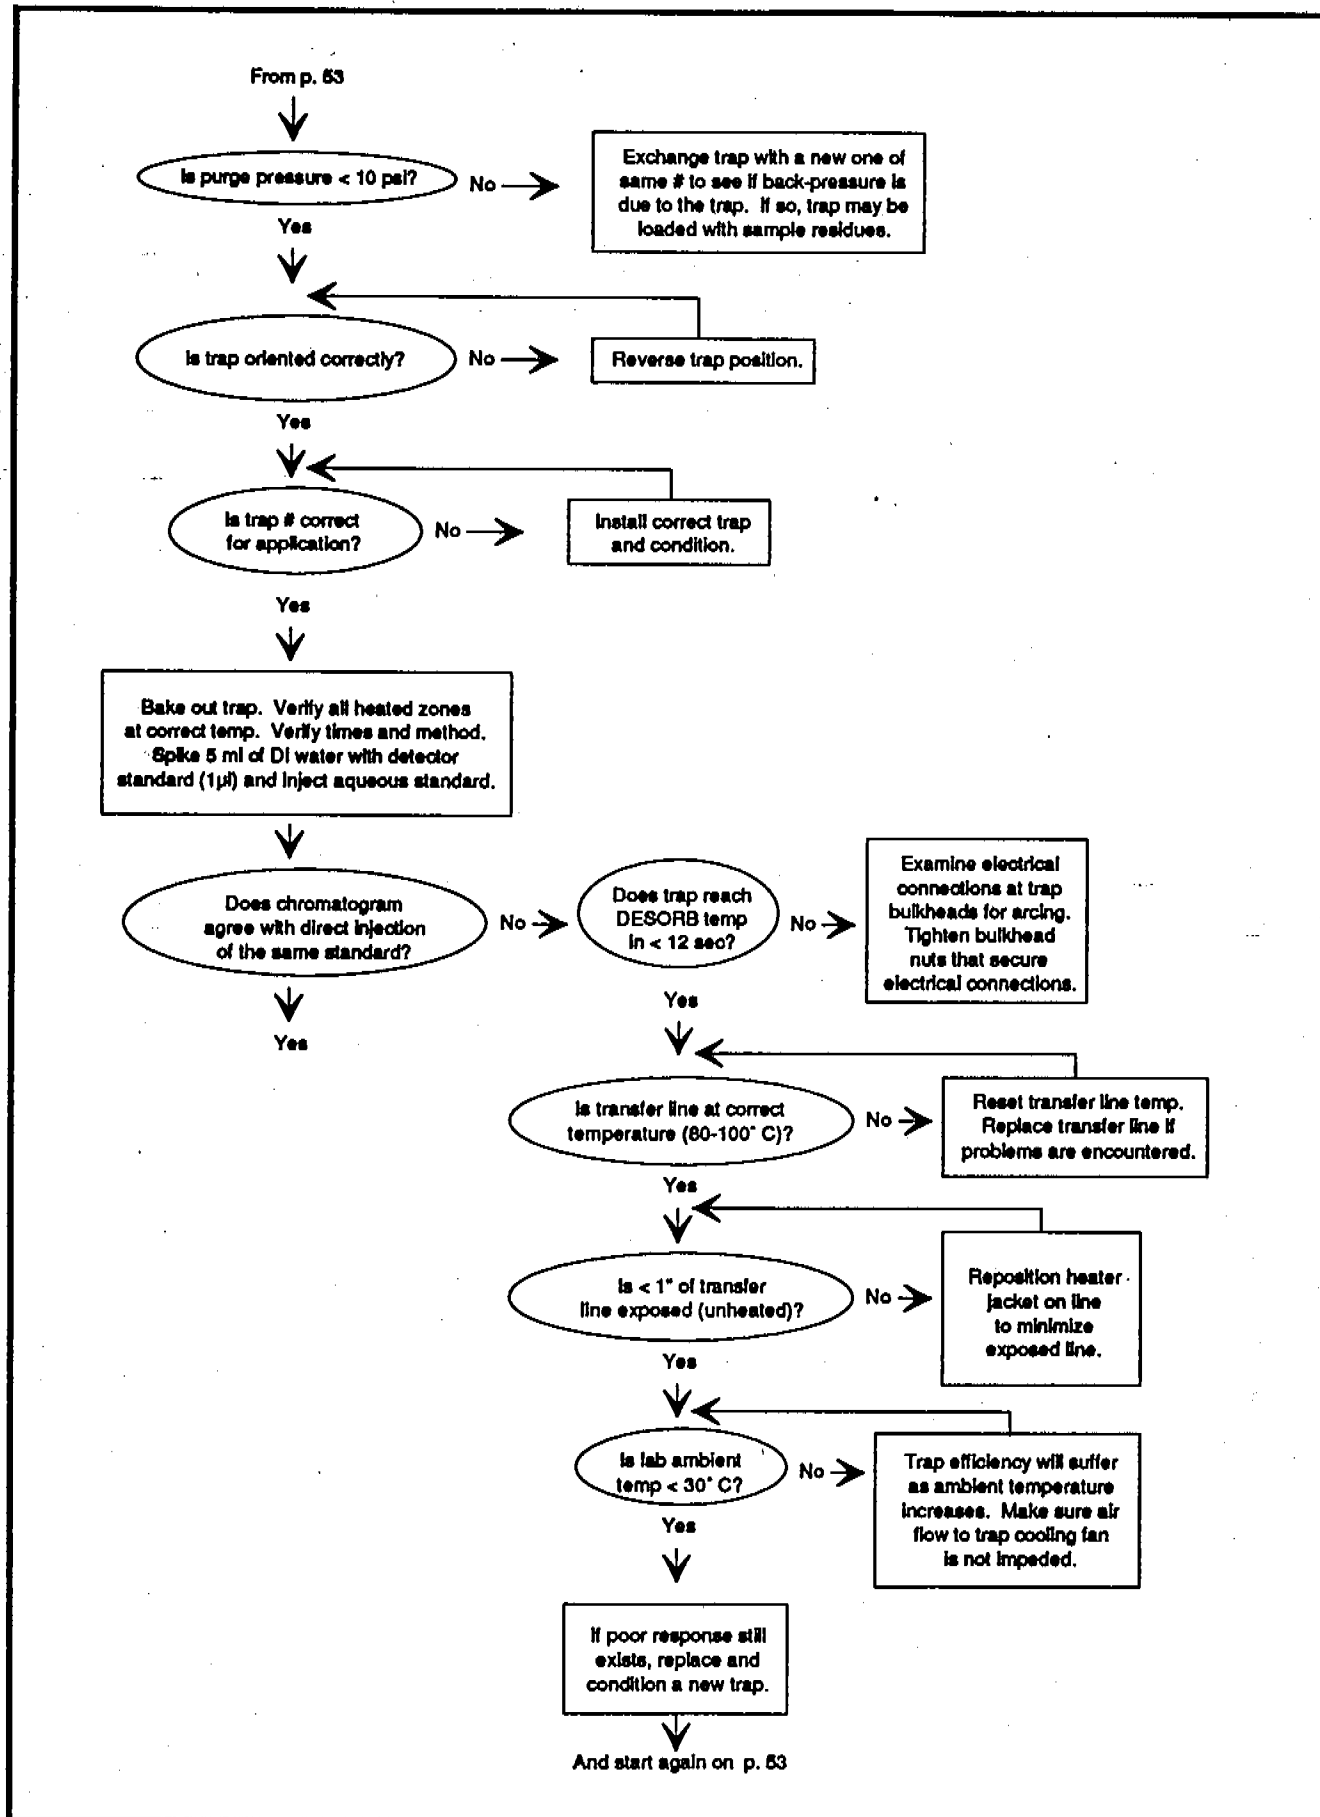 From p. 53
Is purge pressure < 10 psi?
No
Exchange trap with a new one of
same # to see if back-pressure is
due to the trap. If so, trap may be
loaded with sample residues.
Yes
Is trap oriented correctly?
No
Reverse trap position.
Yes
Is trap # correct
for application?
No
Install correct trap
and condition.
Yes
Bake out trap. Verify all heated zones
at correct temp. Verify times and method.
Spike 5 ml of DI water with detector
standard (1µl) and inject aqueous standard.
Does chromatogram
agree with direct injection
of the same standard?
No
Does trap reach
DESORB temp
in < 12 sec?
No
Examine electrical
connections at trap
bulkheads for arcing.
Tighten bulkhead
nuts that secure
electrical connections.
Yes
Yes
Is transfer line at correct
temperature (80-100° C)?
No
Reset transfer line temp.
Replace transfer line if
problems are encountered.
Yes
Is < 1" of transfer
line exposed (unheated)?
No
Reposition heater
jacket on line
to minimize
exposed line.
Yes
Is lab ambient
temp < 30° C?
No
Trap efficiency will suffer
as ambient temperature
increases. Make sure air
flow to trap cooling fan
is not impeded.
Yes
If poor response still
exists, replace and
condition a new trap.
And start again on p. 53